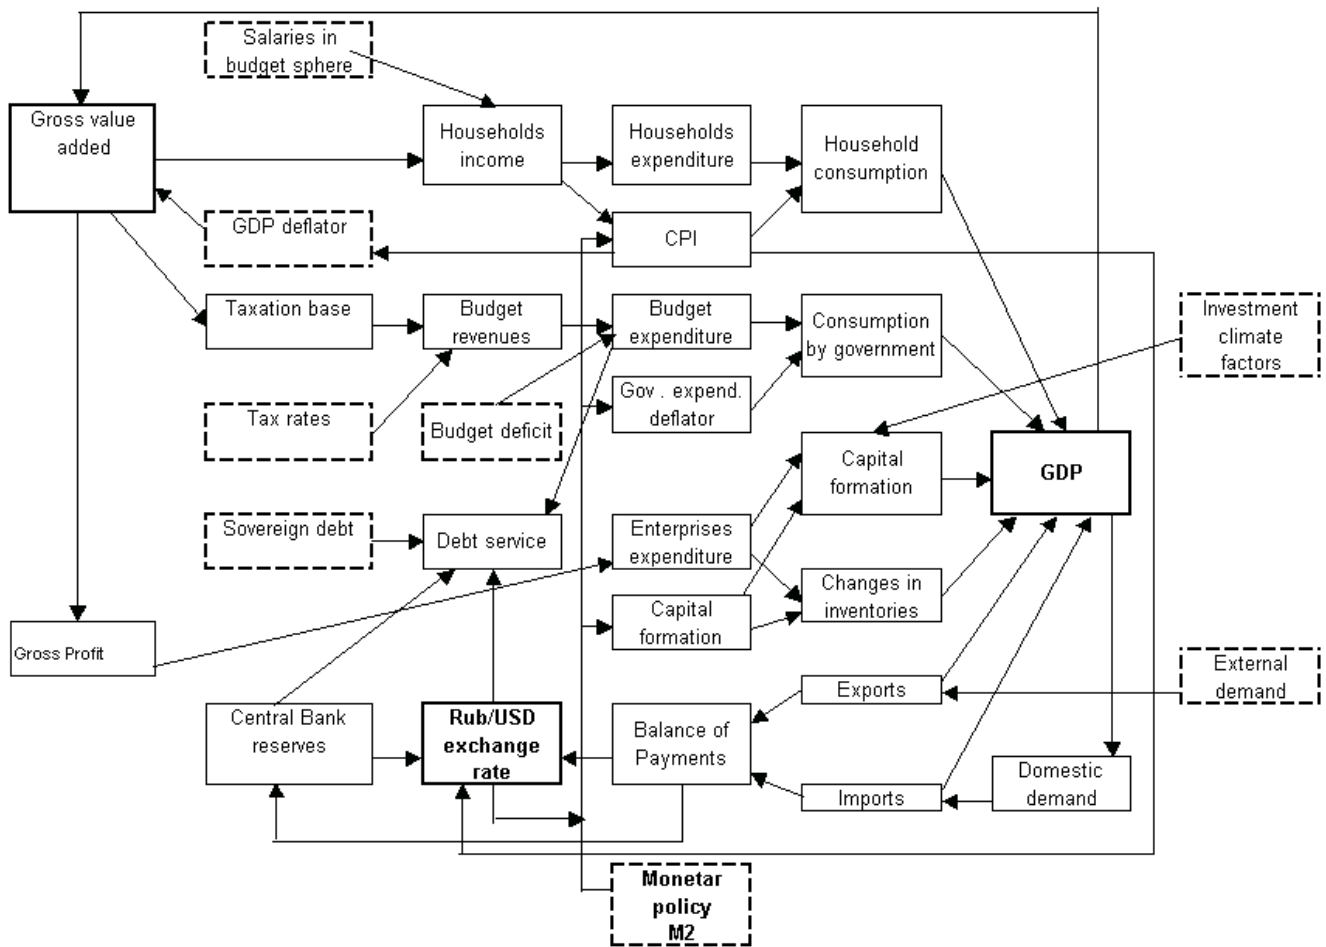 Salaries in
budget sphere
Gross value
added
Households
income
Households
expenditure
Household
consumption
GDP deflator
CPI
Taxation base
Budget
revenues
Budget
expenditure
Consumption
by government
Investment
climate
factors
Tax rates
Budget deficit
Gov . expend.
deflator
Capital
formation
GDP
Sovereign debt
Debt service
Enterprises
expenditure
Changes in
inventories
Capital
formation
Gross Profit
External
demand
Exports
Central Bank
reserves
Rub/USD
exchange
rate
Balance of
Payments
Domestic
demand
Imports
Monetar
policy
M2